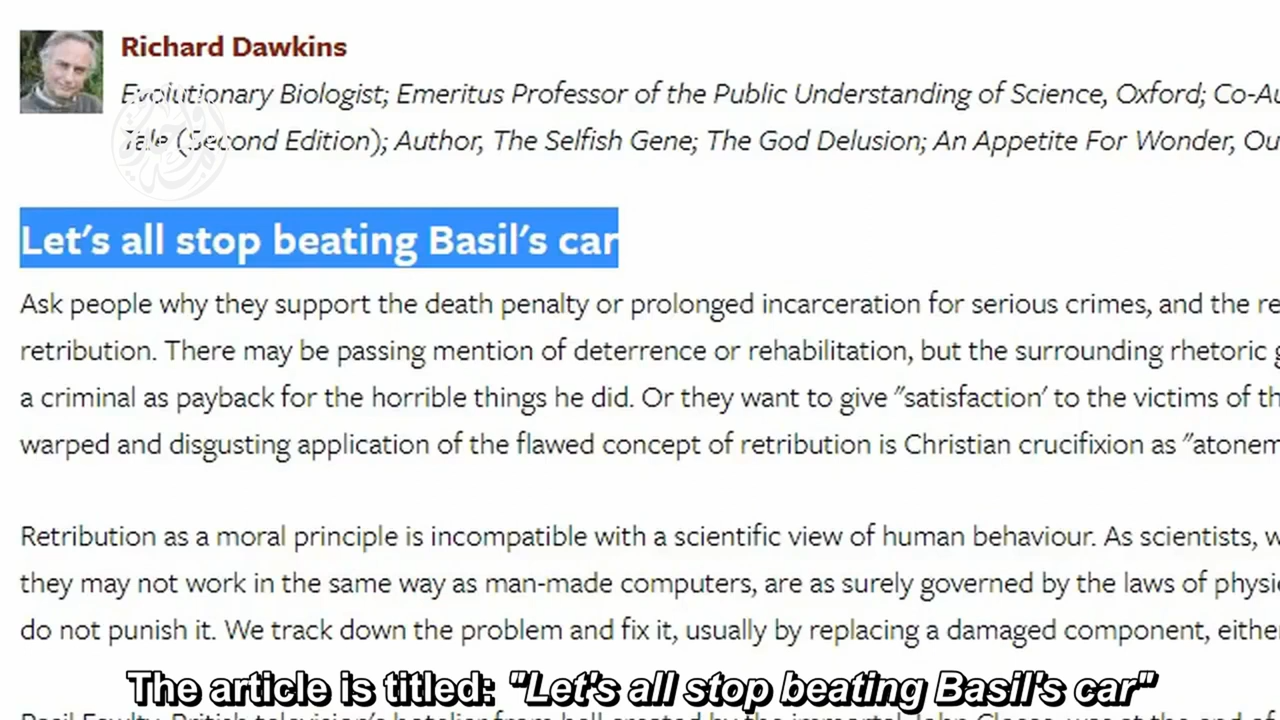 Richard Dawkins
Evolutionary Biologist; Emeritus Professor of the Public Understanding of Science, Oxford; Co-Au
Tale (Second Edition); Author, The Selfish Gene; The God Delusion; An Appetite For Wonder, Ou
Let's all stop beating Basil's car
Ask people why they support the death penalty or prolonged incarceration for serious crimes, and the re
retribution. There may be passing mention of deterrence or rehabilitation, but the surrounding rhetoric g
a criminal as payback for the horrible things he did. Or they want to give "satisfaction' to the victims of th
warped and disgusting application of the flawed concept of retribution is Christian crucifixion as "atonem
Retribution as a moral principle is incompatible with a scientific view of human behaviour. As scientists, w
they may not work in the same way as man-made computers, are as surely governed by the laws of physic
do not punish it. We track down the problem and fix it, usually by replacing a damaged component, either
The article is titled: "Let's all stop beating Basil's car"